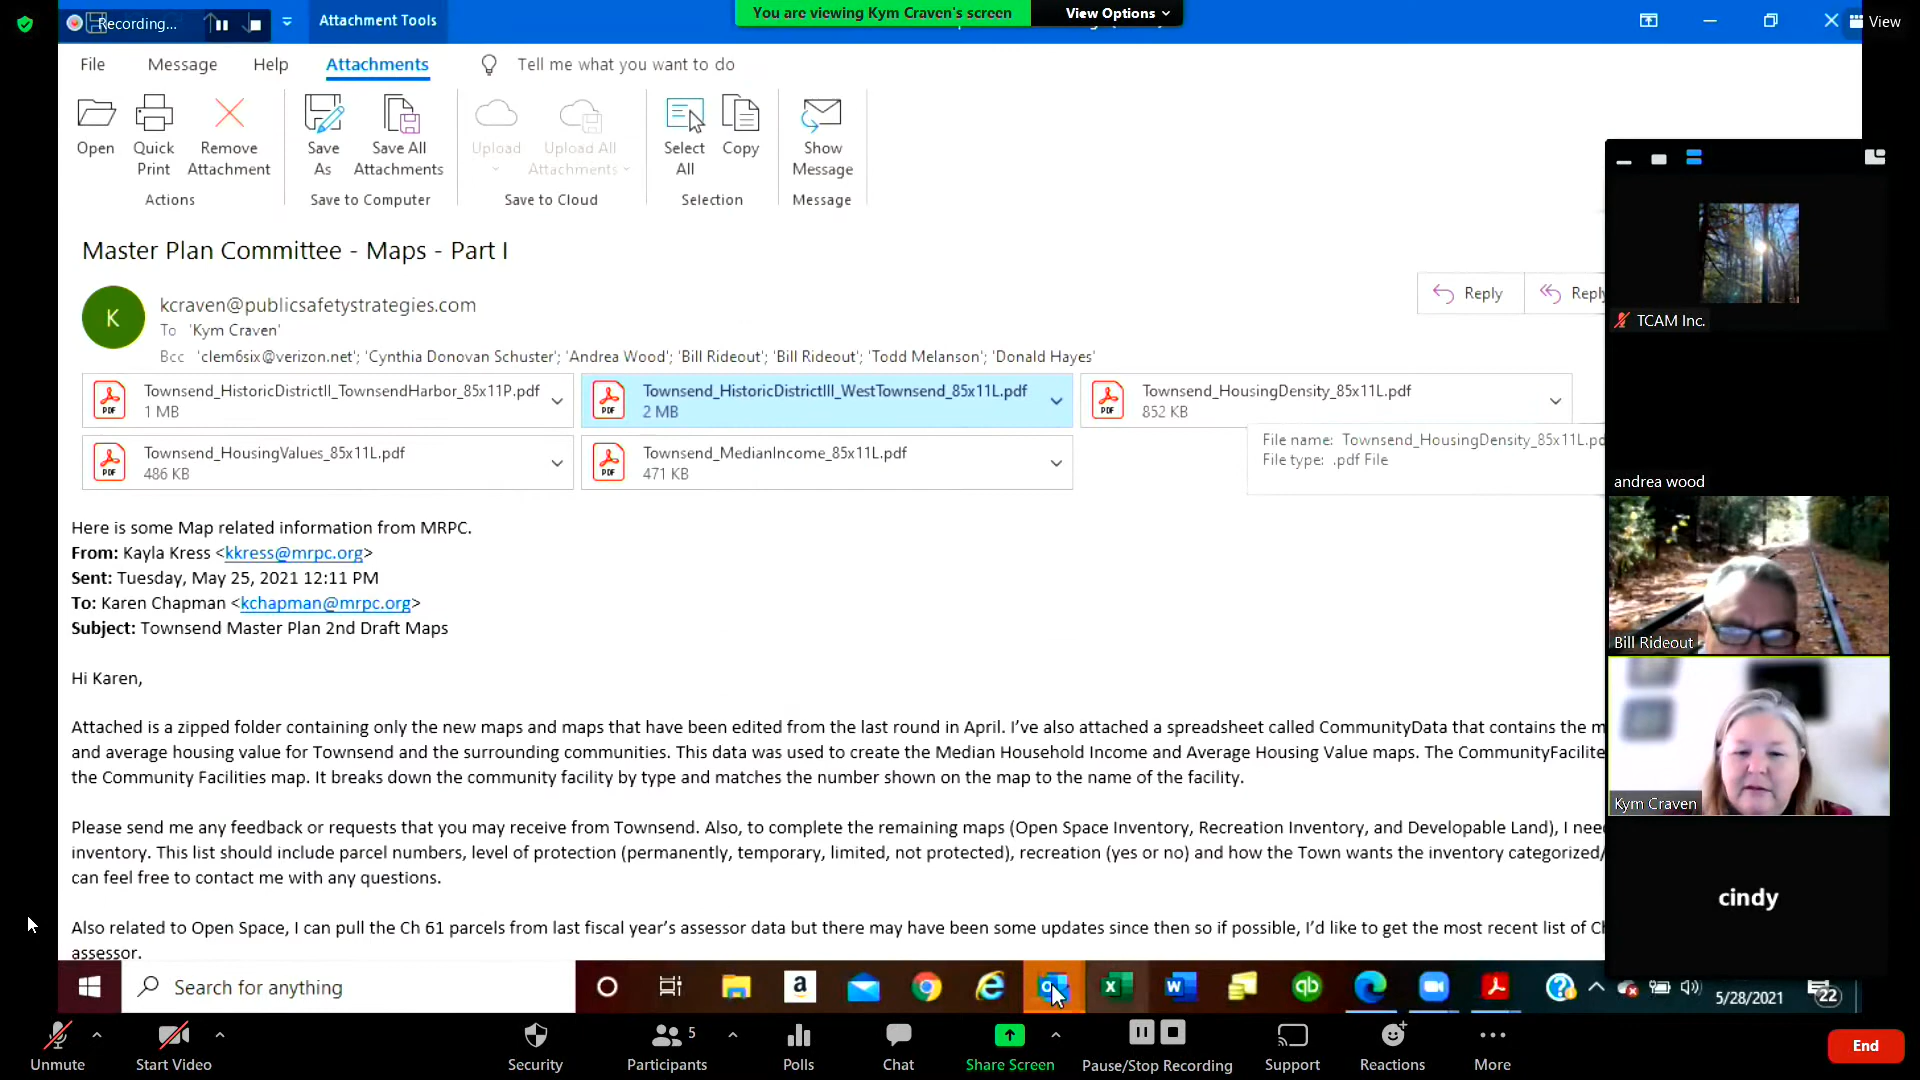 Recording...
Attachment Tools
You are viewing Kym Craven's screen
View Options
View
File
Message
Help
Attachments
Tell me what you want to do
Open
Quick
Print
Remove
Attachment
Save
As
Save All
Attachments
Upload
Upload All
Attachments
Select
All
Copy
Show
Message
Actions
Save to Computer
Save to Cloud
Selection
Message
Master Plan Committee - Maps - Part I
K
kcraven@publicsafetystrategies.com
To 'Kym Craven'
Bcc 'clem6six@verizon.net'; 'Cynthia Donovan Schuster'; 'Andrea Wood'; 'Bill Rideout'; 'Bill Rideout'; 'Todd Melanson'; 'Donald Hayes'
Reply
Reply
PDF
Townsend_HistoricDistrictII_TownsendHarbor_85x11P.pdf
1 MB
PDF
Townsend_HistoricDistrictIII_WestTownsend_85x11L.pdf
2 MB
PDF
Townsend_HousingDensity_85x11L.pdf
852 KB
PDF
Townsend_HousingValues_85x11L.pdf
486 KB
PDF
Townsend_MedianIncome_85x11L.pdf
471 KB
File name: Townsend_HousingDensity_85x11L.pd
File type: .pdf File
Here is some Map related information from MRPC.
From: Kayla Kress <kkress@mrpc.org>
Sent: Tuesday, May 25, 2021 12:11 PM
To: Karen Chapman <kchapman@mrpc.org>
Subject: Townsend Master Plan 2nd Draft Maps
Hi Karen,
Attached is a zipped folder containing only the new maps and maps that have been edited from the last round in April. I've also attached a spreadsheet called CommunityData that contains the m
and average housing value for Townsend and the surrounding communities. This data was used to create the Median Household Income and Average Housing Value maps. The CommunityFacilite
the Community Facilities map. It breaks down the community facility by type and matches the number shown on the map to the name of the facility.
Please send me any feedback or requests that you may receive from Townsend. Also, to complete the remaining maps (Open Space Inventory, Recreation Inventory, and Developable Land), I nee
inventory. This list should include parcel numbers, level of protection (permanently, temporary, limited, not protected), recreation (yes or no) and how the Town wants the inventory categorized/
can feel free to contact me with any questions.
Also related to Open Space, I can pull the Ch 61 parcels from last fiscal year's assessor data but there may have been some updates since then so if possible, I'd like to get the most recent list of C
assessor.
TCAM Inc.
andrea wood
Bill Rideout
Kym Craven
cindy
Search for anything
5/28/2021
22
Unmute
Start Video
Security
Participants
5
Polls
Chat
Share Screen
Pause/Stop Recording
Support
Reactions
More
End